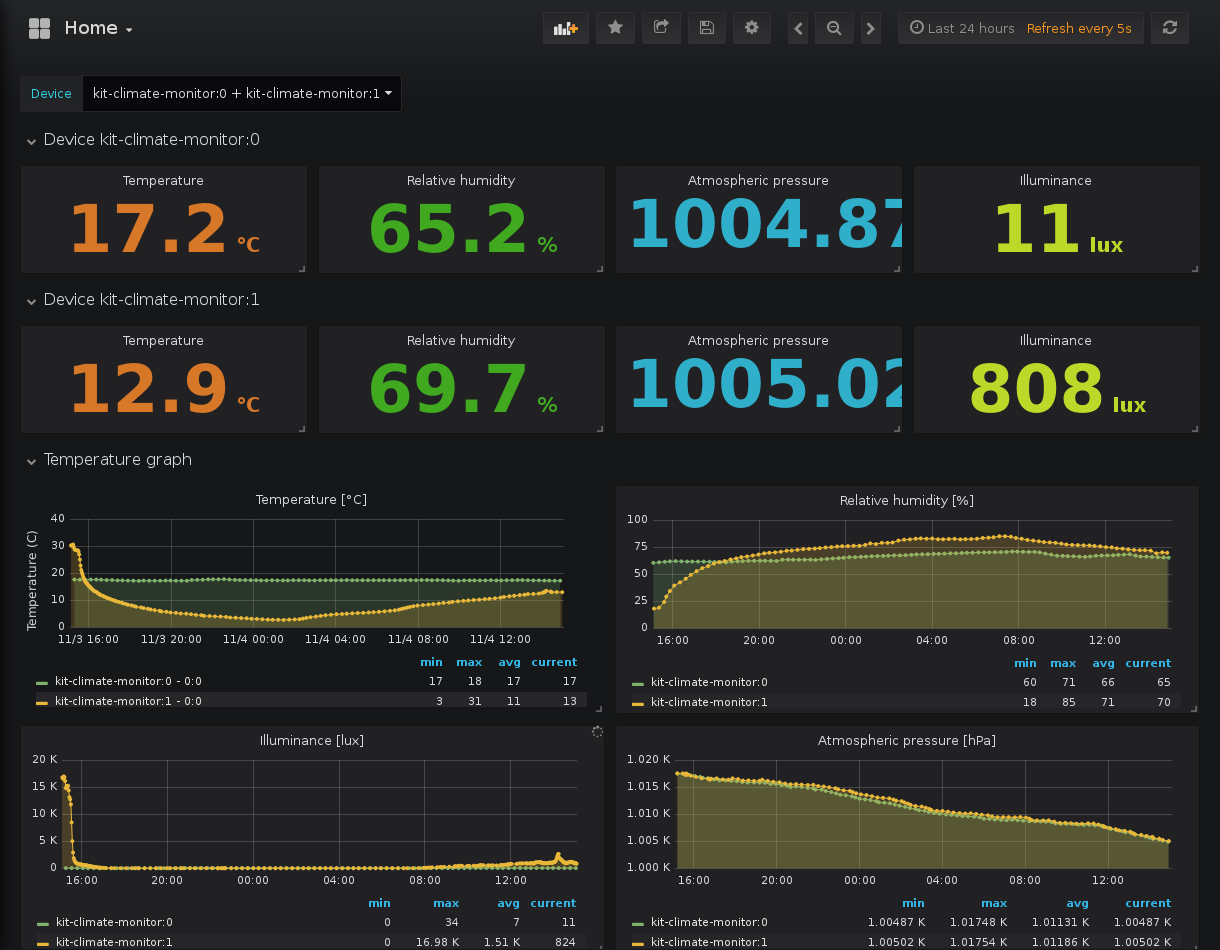 Home
Last 24 hours Refresh every 5s
Device kit-climate-monitor:0 + kit-climate-monitor:1
Device kit-climate-monitor:0
Temperature Relative humidity Atmospheric pressure Illuminance
17.2 °C 65.2 % 1004.87 11 lux
Device kit-climate-monitor:1
Temperature Relative humidity Atmospheric pressure Illuminance
12.9 °C 69.7 % 1005.02 808 lux
Temperature graph
Temperature [°C]
Temperature (C)
40
30
20
10
0
11/3 16:00 11/3 20:00 11/4 00:00 11/4 04:00 11/4 08:00 11/4 12:00
min max avg current
kit-climate-monitor:0 - 0:0 17 18 17 17
kit-climate-monitor:1 - 0:0 3 31 11 13
Relative humidity [%]
100
75
50
25
0
16:00 20:00 00:00 04:00 08:00 12:00
min max avg current
kit-climate-monitor:0 60 71 66 65
kit-climate-monitor:1 18 85 71 70
Illuminance [lux]
20 K
15 K
10 K
5 K
0
16:00 20:00 00:00 04:00 08:00 12:00
min max avg current
kit-climate-monitor:0 0 34 7 11
kit-climate-monitor:1 0 16.98 K 1.51 K 824
Atmospheric pressure [hPa]
1.020 K
1.015 K
1.010 K
1.005 K
1.000 K
16:00 20:00 00:00 04:00 08:00 12:00
min max avg current
kit-climate-monitor:0 1.00487 K 1.01748 K 1.01131 K 1.00487 K
kit-climate-monitor:1 1.00502 K 1.01754 K 1.01186 K 1.00502 K